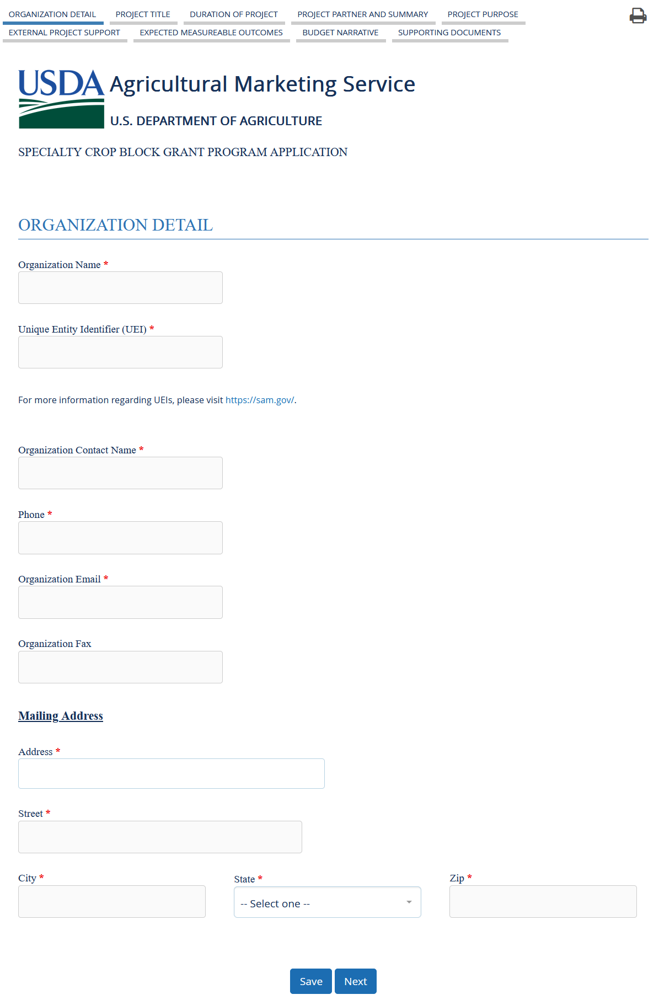 ORGANIZATION DETAIL PROJECT TITLE DURATION OF PROJECT PROJECT PARTNER AND SUMMARY PROJECT PURPOSE
EXTERNAL PROJECT SUPPORT EXPECTED MEASUREABLE OUTCOMES BUDGET NARRATIVE SUPPORTING DOCUMENTS
USDA Agricultural Marketing Service
U.S. DEPARTMENT OF AGRICULTURE
SPECIALTY CROP BLOCK GRANT PROGRAM APPLICATION
ORGANIZATION DETAIL
Organization Name *
Unique Entity Identifier (UEI) *
For more information regarding UEIs, please visit https://sam.gov/.
Organization Contact Name *
Phone *
Organization Email *
Organization Fax
Mailing Address
Address *
Street *
City * State * Zip *
-- Select one --
Save Next